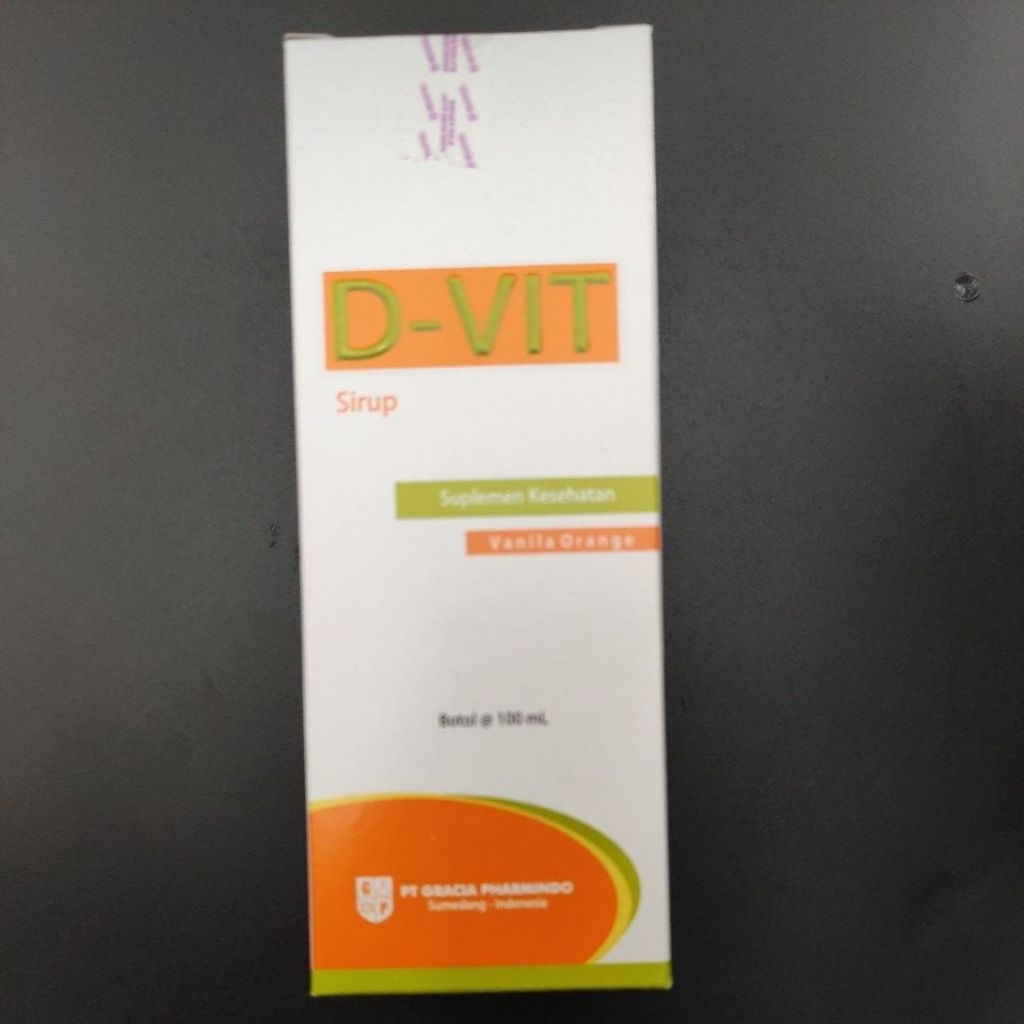 D-VIT
Sirup
Suplemen Kesehatan
Vanila Orange
Botol @ 100 mL
G
P
PT GRACIA PHARMINDO
Sumedang - Indonesia